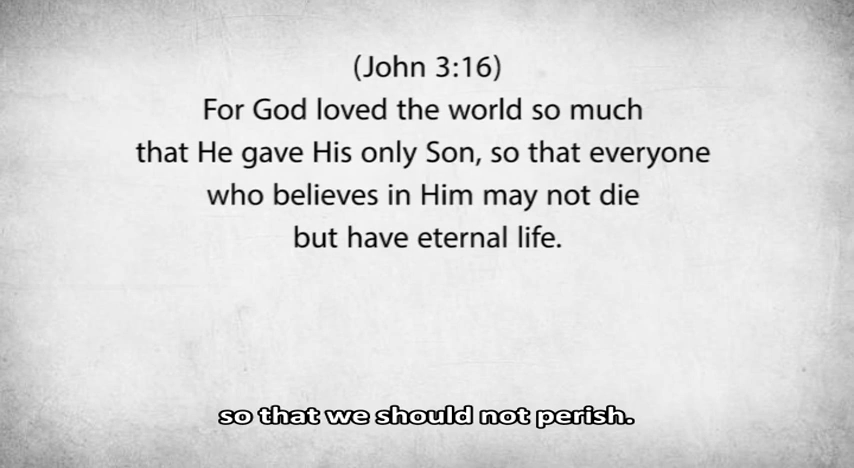 (John 3:16)
For God loved the world so much
that He gave His only Son, so that everyone
who believes in Him may not die
but have eternal life.
so that we should not perish.